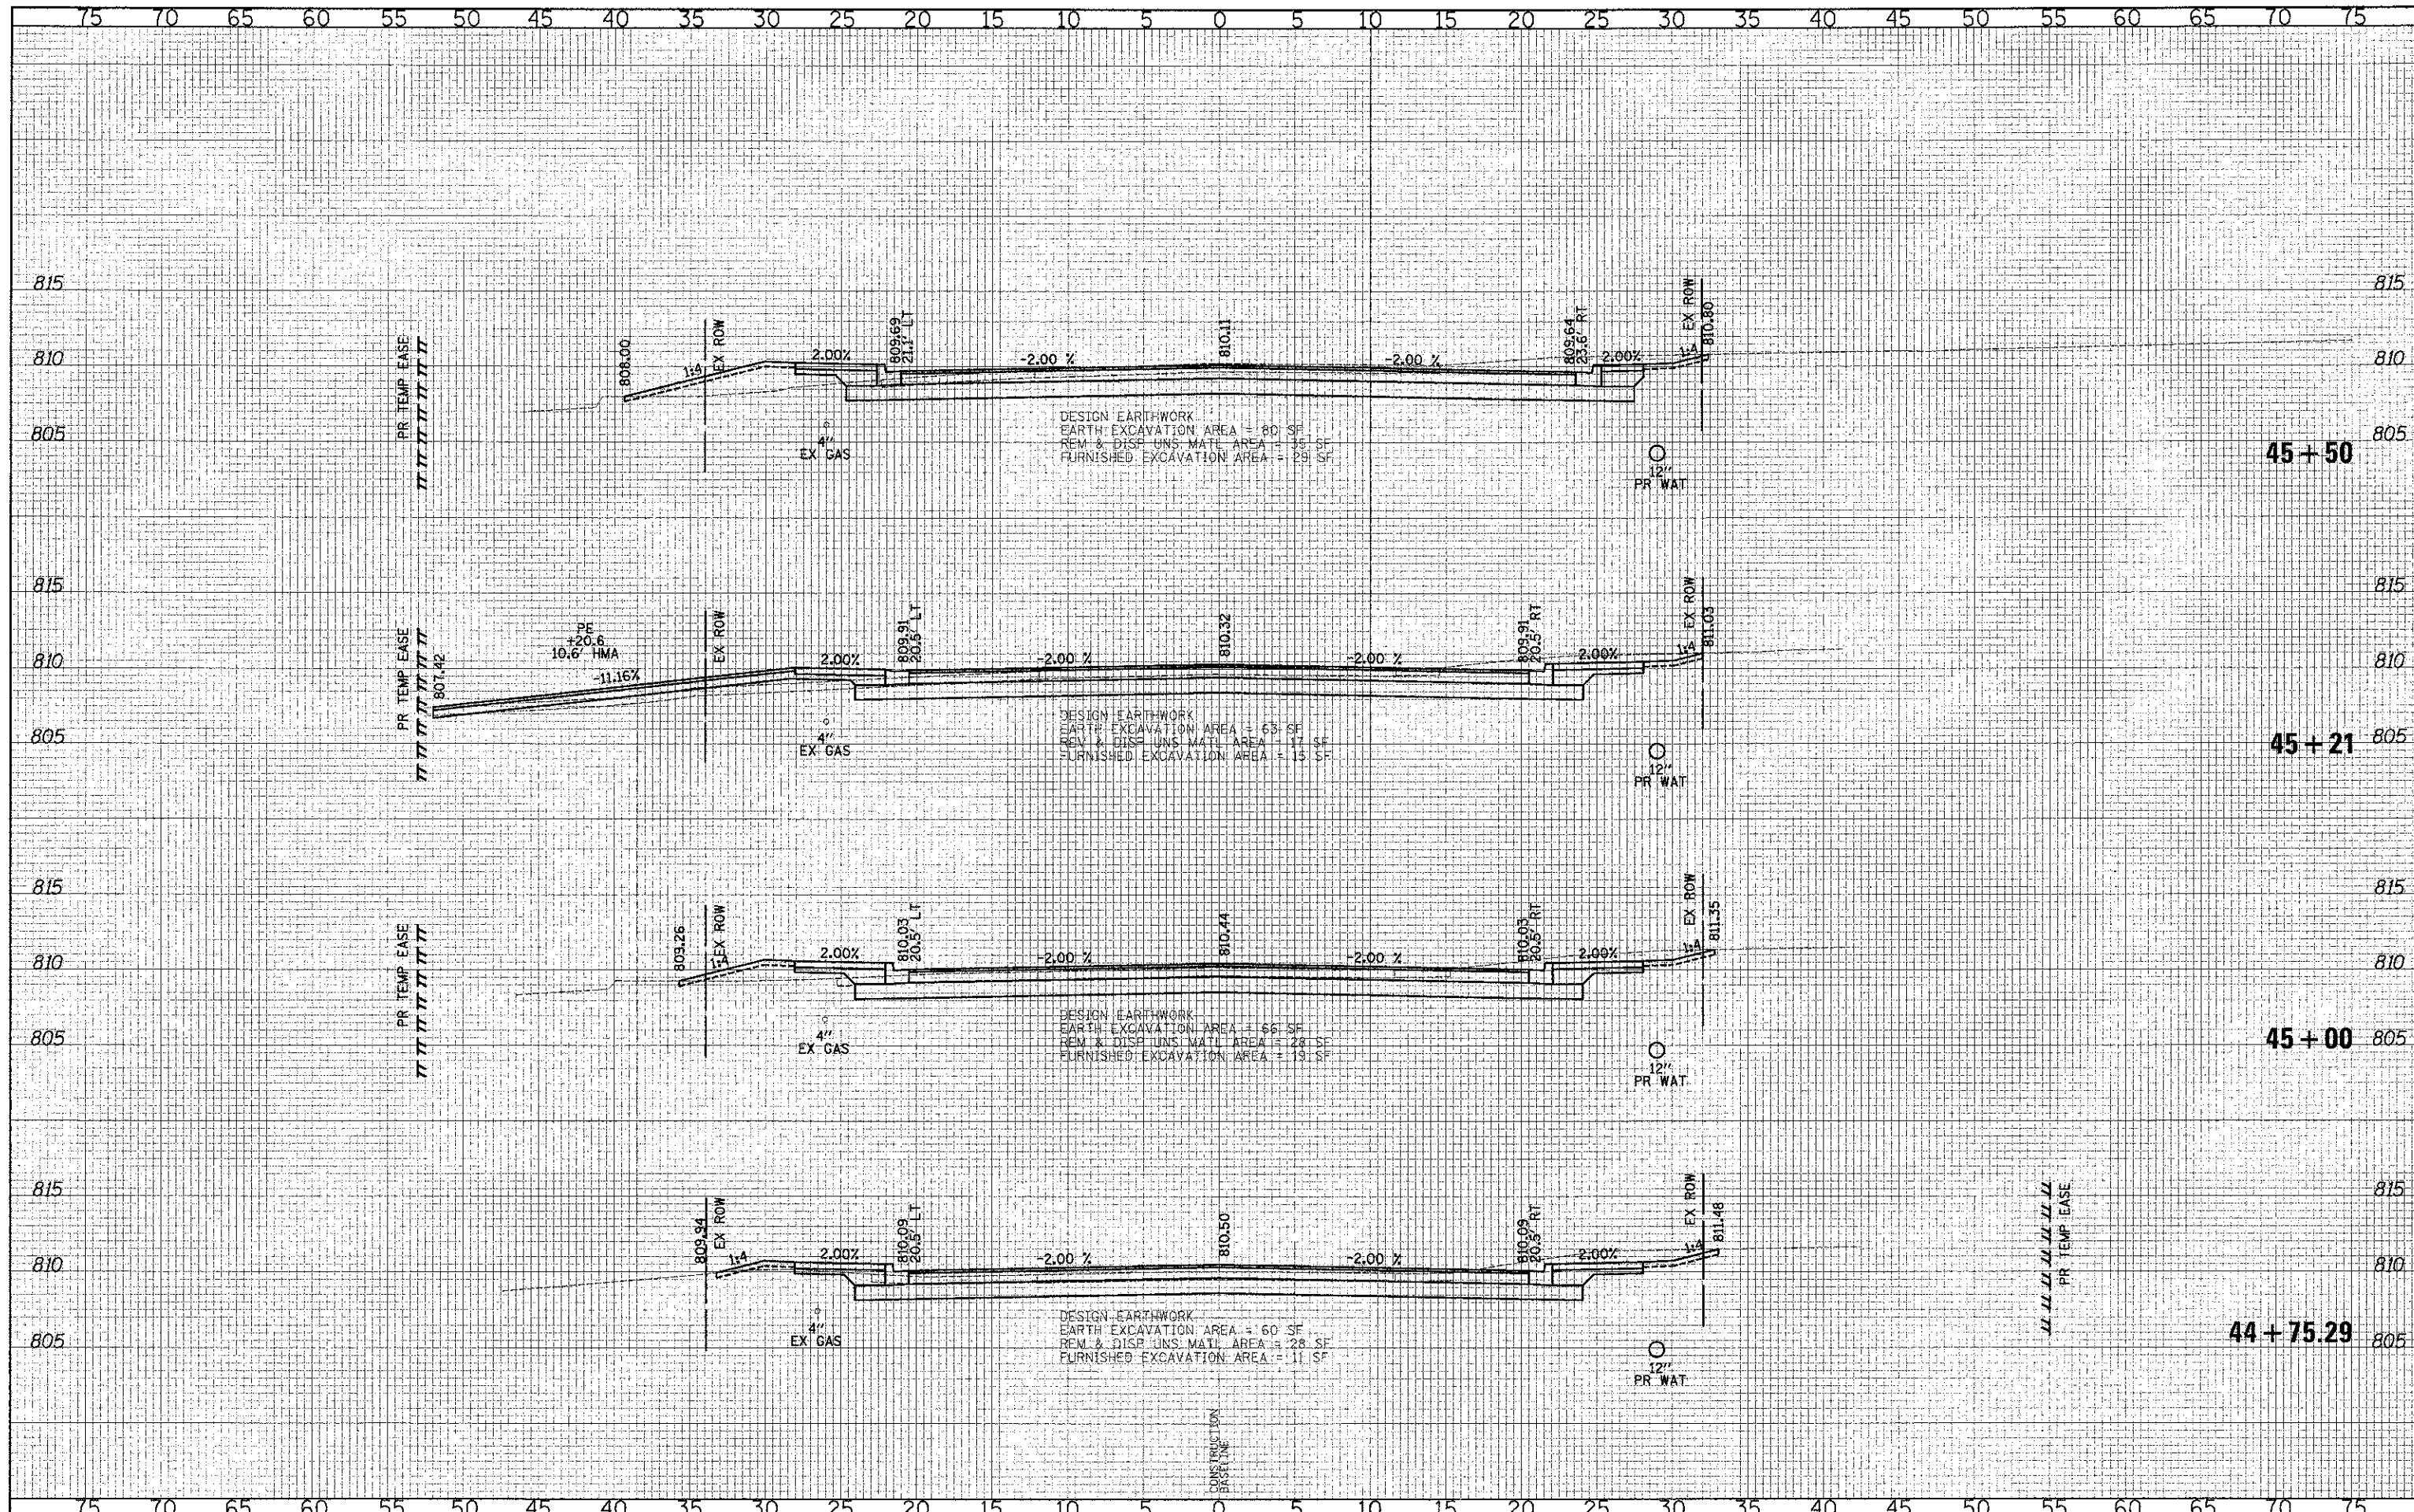 75 70 65 60 55 50 45 40 35 30 25 20 15 10 5 0 5 10 15 20 25 30 35 40 45 50 55 60 65 70 75
815 815
810 810
805 805
PR TEMP EASE
808.00
1:4
EX ROW
2.00%
809.69
21.1' LT
-2.00 %
810.11
-2.00 %
809.64
23.6' RT
2.00%
1:4
EX ROW
810.80
4"
EX GAS
DESIGN EARTHWORK
EARTH EXCAVATION AREA = 80 SF
REM & DISP UNS MATL AREA = 35 SF
FURNISHED EXCAVATION AREA = 29 SF
12"
PR WAT
45 + 50
815 815
810 810
805 805
PR TEMP EASE
807.42
PE
+20.6
10.6' HMA
-11.16%
EX ROW
2.00%
809.91
20.5' LT
-2.00 %
810.32
-2.00 %
809.91
20.5' RT
2.00%
1:4
EX ROW
811.03
4"
EX GAS
DESIGN EARTHWORK
EARTH EXCAVATION AREA = 63 SF
REM & DISP UNS MATL AREA = 17 SF
FURNISHED EXCAVATION AREA = 15 SF
12"
PR WAT
45 + 21
815 815
810 810
805 805
PR TEMP EASE
809.26
1:4
EX ROW
2.00%
810.03
20.5' LT
-2.00 %
810.44
-2.00 %
810.03
20.5' RT
2.00%
1:4
EX ROW
811.35
4"
EX GAS
DESIGN EARTHWORK
EARTH EXCAVATION AREA = 66 SF
REM & DISP UNS MATL AREA = 28 SF
FURNISHED EXCAVATION AREA = 19 SF
12"
PR WAT
45 + 00
815 815
810 810
805 805
809.94
EX ROW
1:4
2.00%
810.09
20.5' LT
-2.00 %
810.50
-2.00 %
810.09
20.5' RT
2.00%
1:4
EX ROW
811.48
PR TEMP EASE
4"
EX GAS
DESIGN EARTHWORK
EARTH EXCAVATION AREA = 60 SF
REM & DISP UNS MATL AREA = 28 SF
FURNISHED EXCAVATION AREA = 11 SF
12"
PR WAT
44 + 75.29
CONSTRUCTION
BASELINE
75 70 65 60 55 50 45 40 35 30 25 20 15 10 5 0 5 10 15 20 25 30 35 40 45 50 55 60 65 70 75